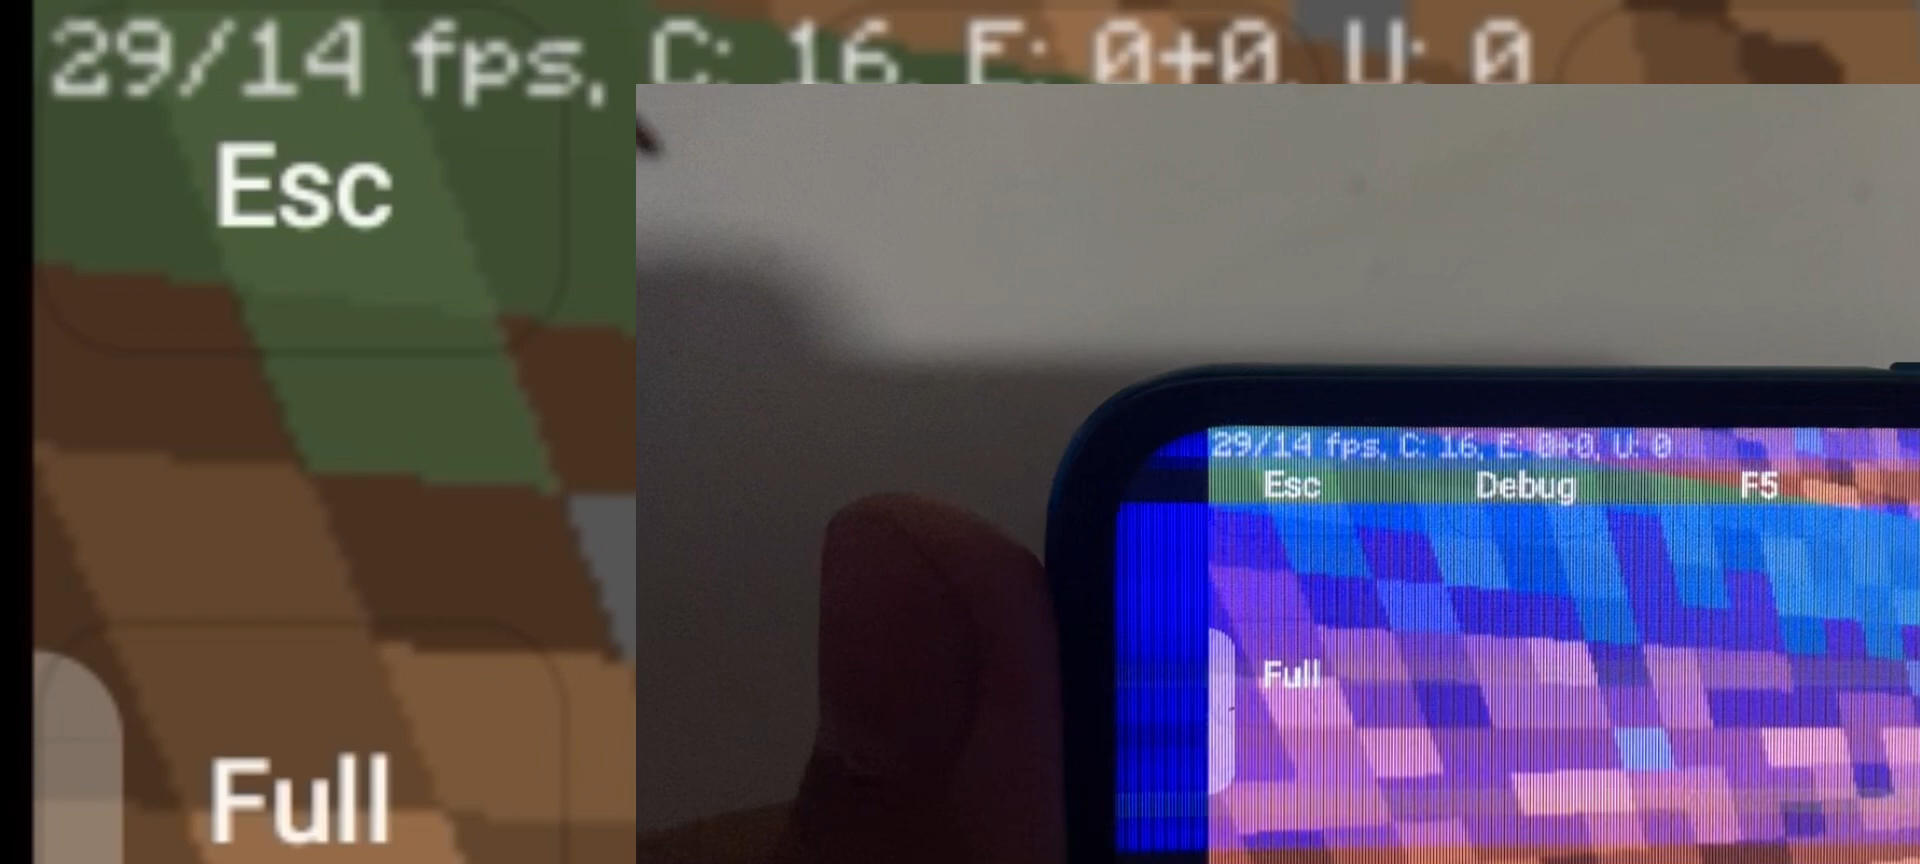 29/14 fps, C: 16, E: 0+0, U: 0
Esc
Full
29/14 fps, C: 16, E: 0+0, U: 0
Esc Debug F5
Full